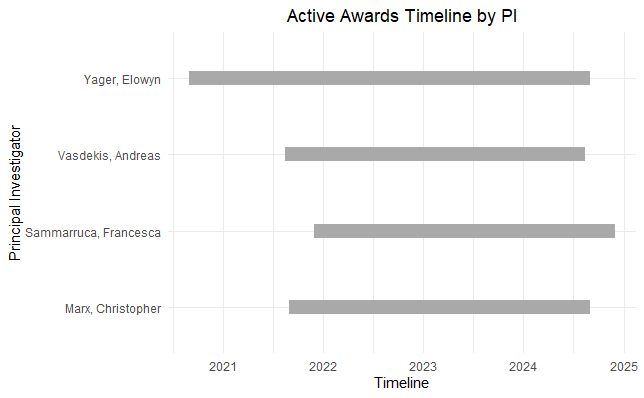 Active Awards Timeline by PI
Principal Investigator
Yager, Elowyn
Vasdekis, Andreas
Sammarruca, Francesca
Marx, Christopher
2021 2022 2023 2024 2025
Timeline